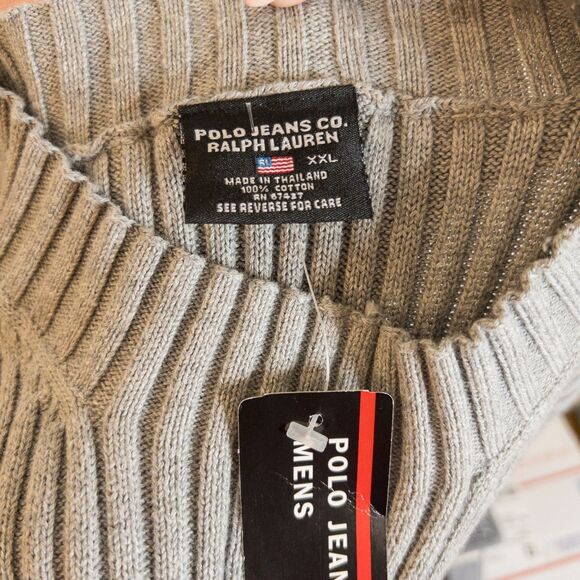 POLO JEANS CO.
RALPH LAUREN
RL XXL
MADE IN THAILAND
100% COTTON
RN 67437
SEE REVERSE FOR CARE
POLO JEAN
MENS